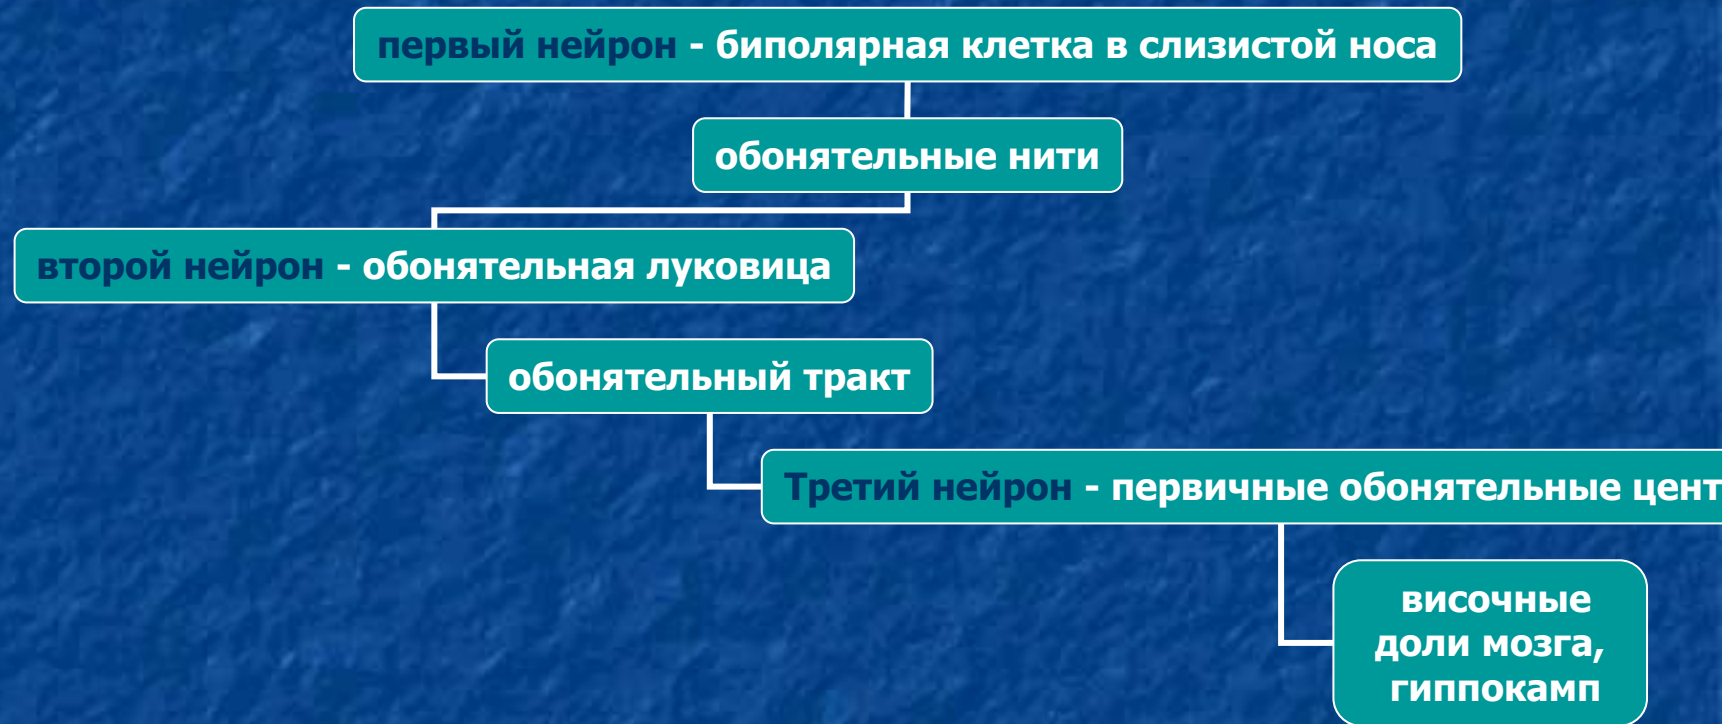 первый нейрон - биполярная клетка в слизистой носа
обонятельные нити
второй нейрон - обонятельная луковица
обонятельный тракт
Третий нейрон - первичные обонятельные цент
височные
доли мозга,
гиппокамп